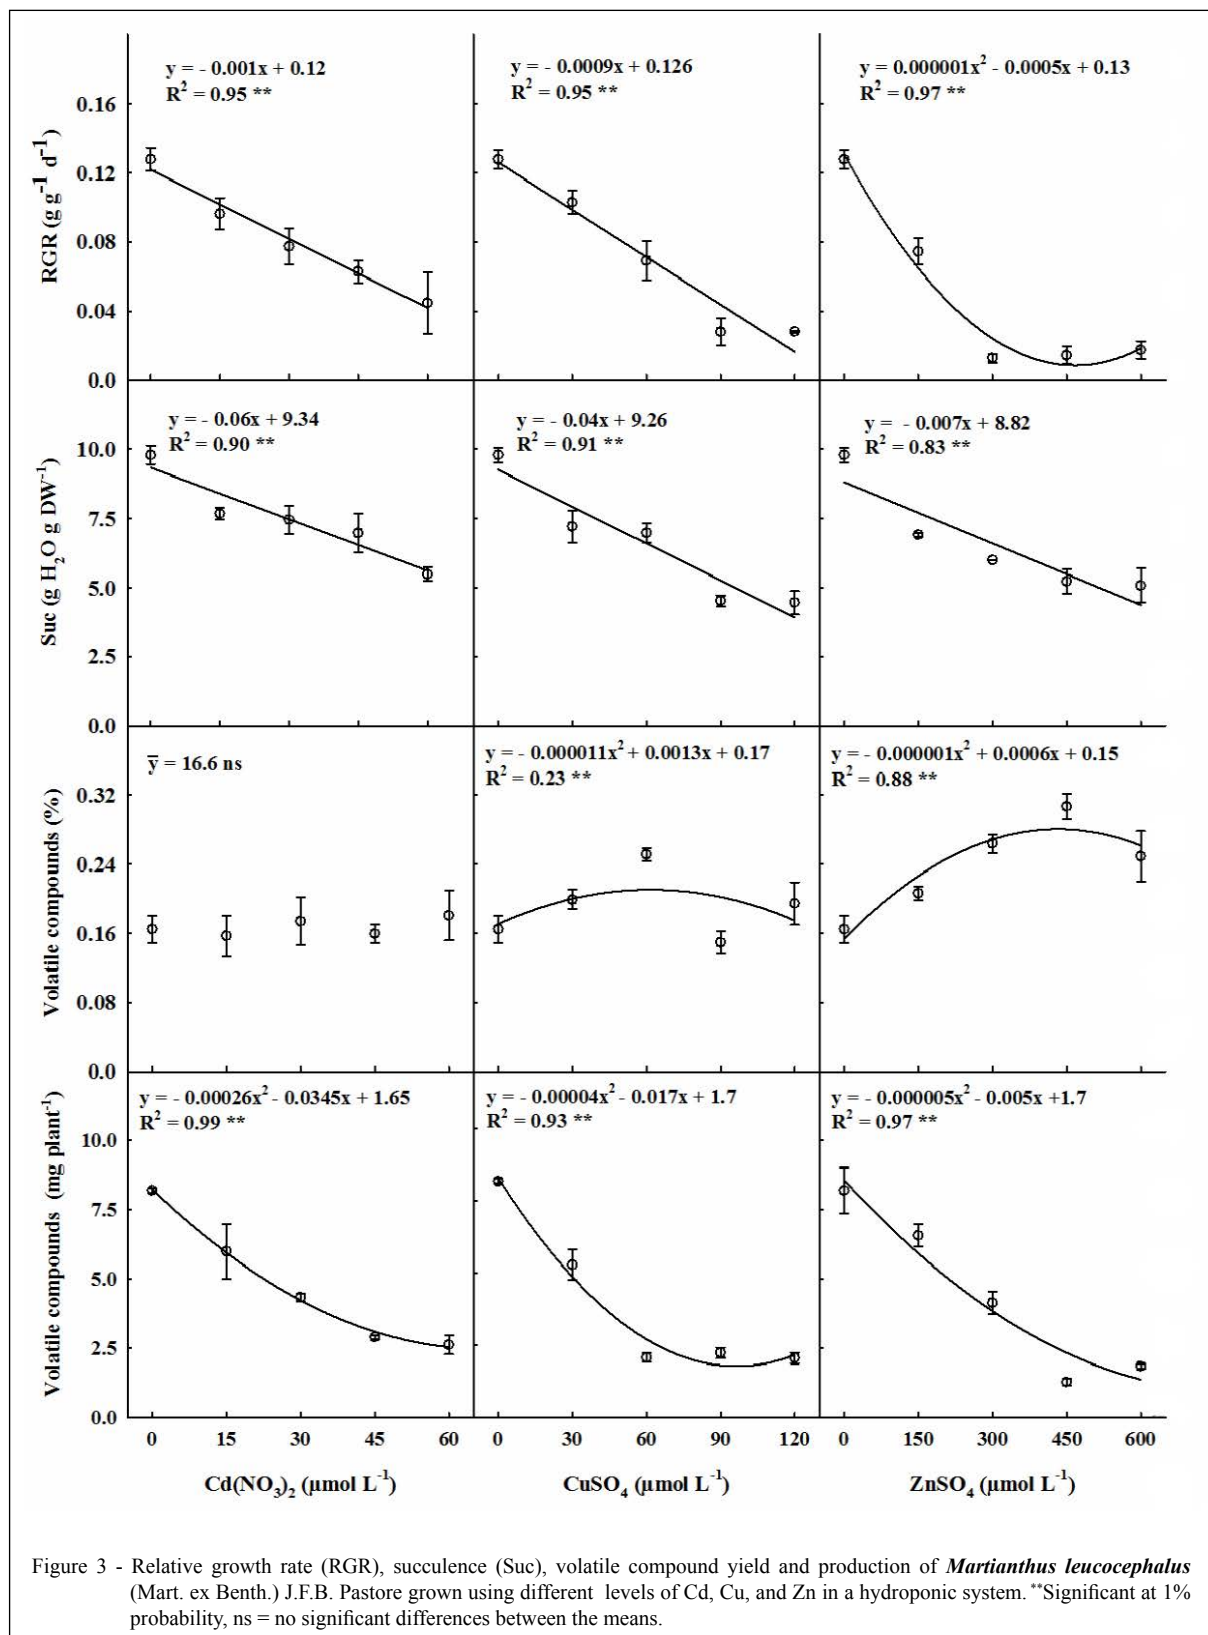 y = - 0.001x + 0.12
R² = 0.95 **
y = -0.0009x + 0.126
R² = 0.95 **
y = 0.000001x² - 0.0005x + 0.13
R² = 0.97 **
RGR (g g⁻¹ d⁻¹)
0.16
0.12
0.08
0.04
0.0
y = - 0.06x + 9.34
R² = 0.90 **
y = -0.04x + 9.26
R² = 0.91 **
y = - 0.007x + 8.82
R² = 0.83 **
Suc (g H₂O g DW⁻¹)
10.0
7.5
5.0
2.5
0.0
y̅ = 16.6 ns
y = - 0.000011x² + 0.0013x + 0.17
R² = 0.23 **
y = - 0.000001x² + 0.0006x + 0.15
R² = 0.88 **
Volatile compounds (%)
0.32
0.24
0.16
0.08
0.0
y = - 0.00026x² - 0.0345x + 1.65
R² = 0.99 **
y = - 0.00004x² - 0.017x + 1.7
R² = 0.93 **
y = - 0.000005x² - 0.005x +1.7
R² = 0.97 **
Volatile compounds (mg plant⁻¹)
10.0
7.5
5.0
2.5
0.0
0 15 30 45 60 0 30 60 90 120 0 150 300 450 600
Cd(NO₃)₂ (µmol L⁻¹) CuSO₄ (µmol L⁻¹) ZnSO₄ (µmol L⁻¹)
Figure 3 - Relative growth rate (RGR), succulence (Suc), volatile compound yield and production of Martianthus leucocephalus
(Mart. ex Benth.) J.F.B. Pastore grown using different levels of Cd, Cu, and Zn in a hydroponic system. **Significant at 1%
probability, ns = no significant differences between the means.